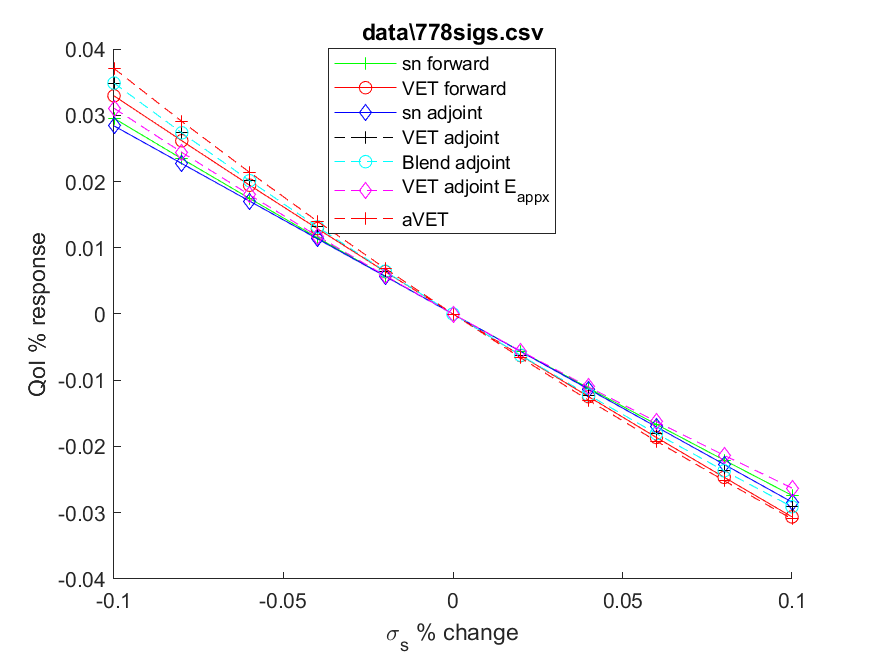 data\778sigs.csv
sn forward
VET forward
sn adjoint
VET adjoint
Blend adjoint
VET adjoint E_appx
aVET
QoI % response
0.04
0.03
0.02
0.01
0
-0.01
-0.02
-0.03
-0.04
-0.1
-0.05
0
0.05
0.1
σ_s % change